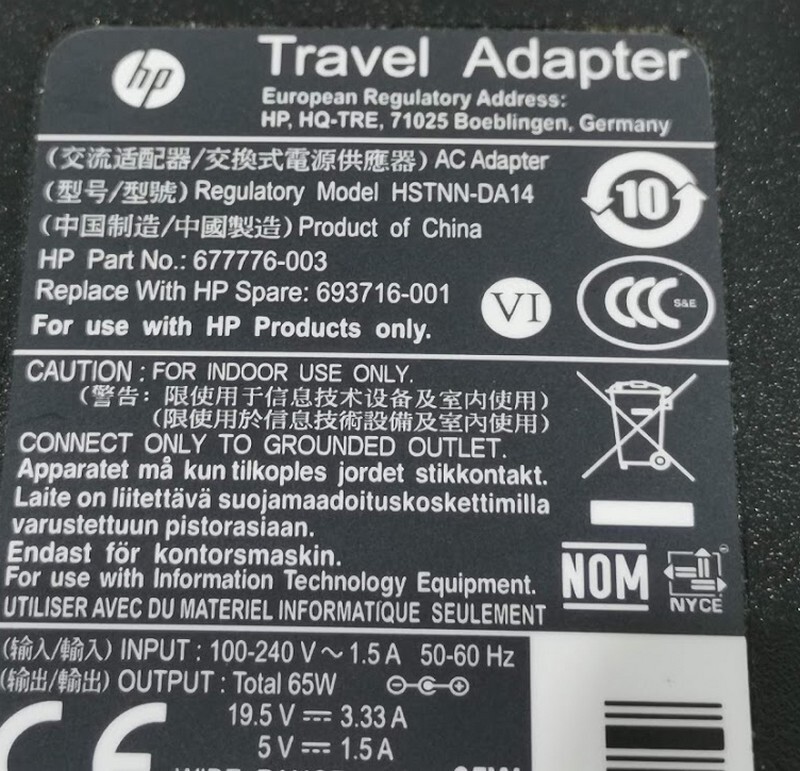 hp
Travel Adapter
European Regulatory Address:
HP, HQ-TRE, 71025 Boeblingen, Germany
(交流适配器/交換式電源供應器) AC Adapter
(型号/型號) Regulatory Model HSTNN-DA14
(中国制造/中國製造) Product of China
HP Part No.: 677776-003
Replace With HP Spare: 693716-001
For use with HP Products only.
10
VI
CCC S&E
CAUTION : FOR INDOOR USE ONLY.
(警告: 限使用于信息技术设备及室内使用)
(限使用於信息技術設備及室內使用)
CONNECT ONLY TO GROUNDED OUTLET.
Apparatet må kun tilkoples jordet stikkontakt.
Laite on liitettävä suojamaadoituskoskettimilla
varustettuun pistorasiaan.
Endast för kontorsmaskin.
For use with Information Technology Equipment.
UTILISER AVEC DU MATERIEL INFORMATIQUE SEULEMENT
NOM
NYCE
(输入/輸入) INPUT : 100-240 V ~ 1.5 A 50-60 Hz
(输出/輸出) OUTPUT : Total 65W
19.5 V ⎓ 3.33 A
5 V ⎓ 1.5 A
CE